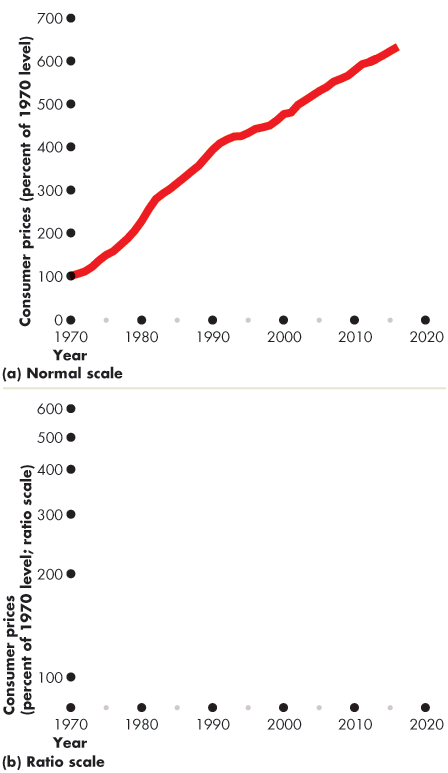 Consumer prices (percent of 1970 level)
700
600
500
400
300
200
100
0
1970 1980 1990 2000 2010 2020
Year
(a) Normal scale
Consumer prices
(percent of 1970 level; ratio scale)
600
500
400
300
200
100
1970 1980 1990 2000 2010 2020
Year
(b) Ratio scale